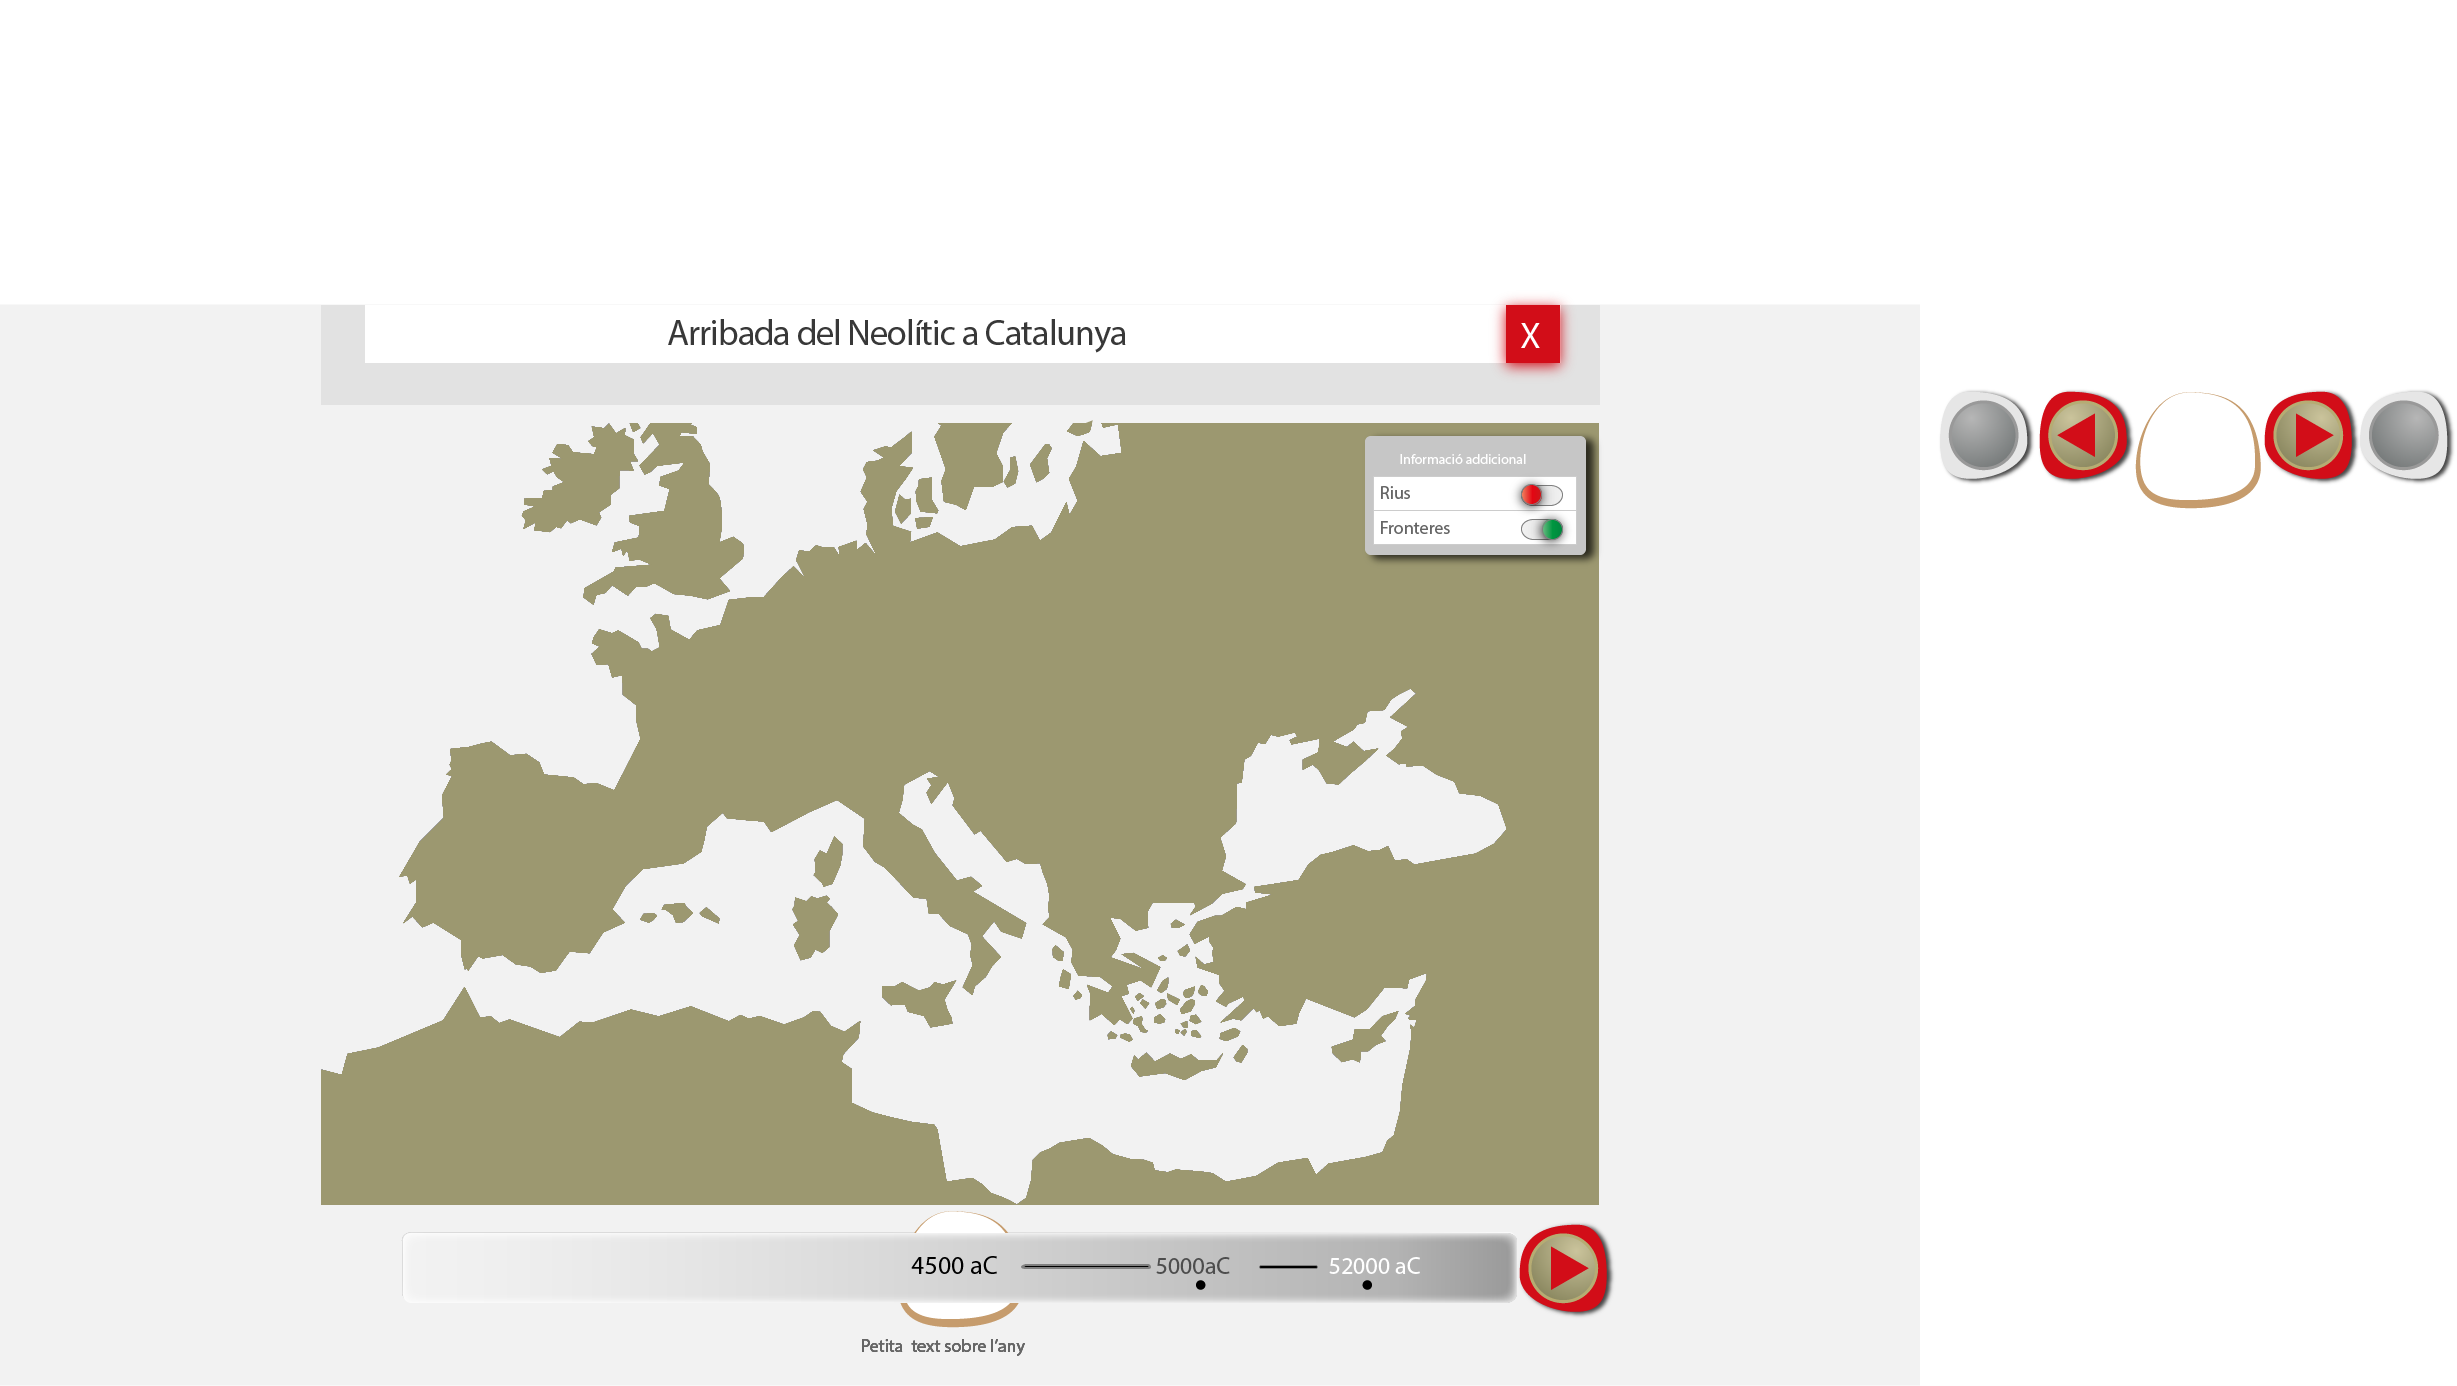 Arribada del Neolític a Catalunya
X
Informació addicional
Rius
Fronteres
4500 aC
5000aC
52000 aC
Petita text sobre l'any